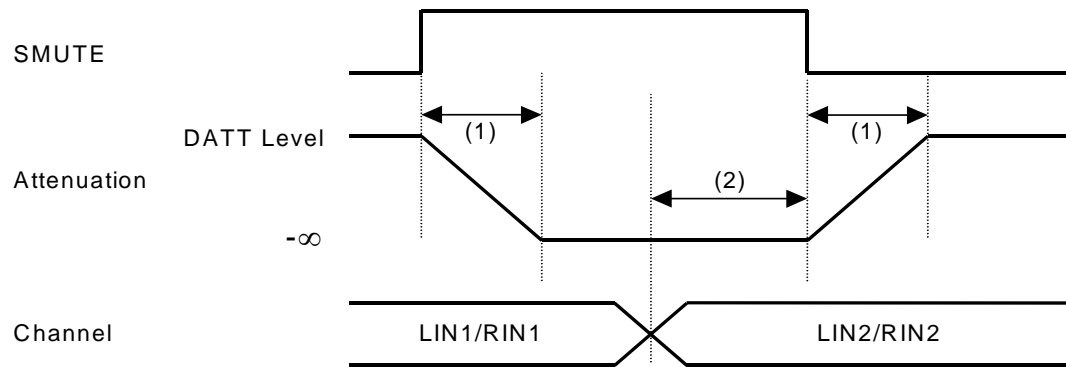 SMUTE
(1)
(1)
DATT Level
Attenuation
(2)
-∞
Channel
LIN1/RIN1
LIN2/RIN2